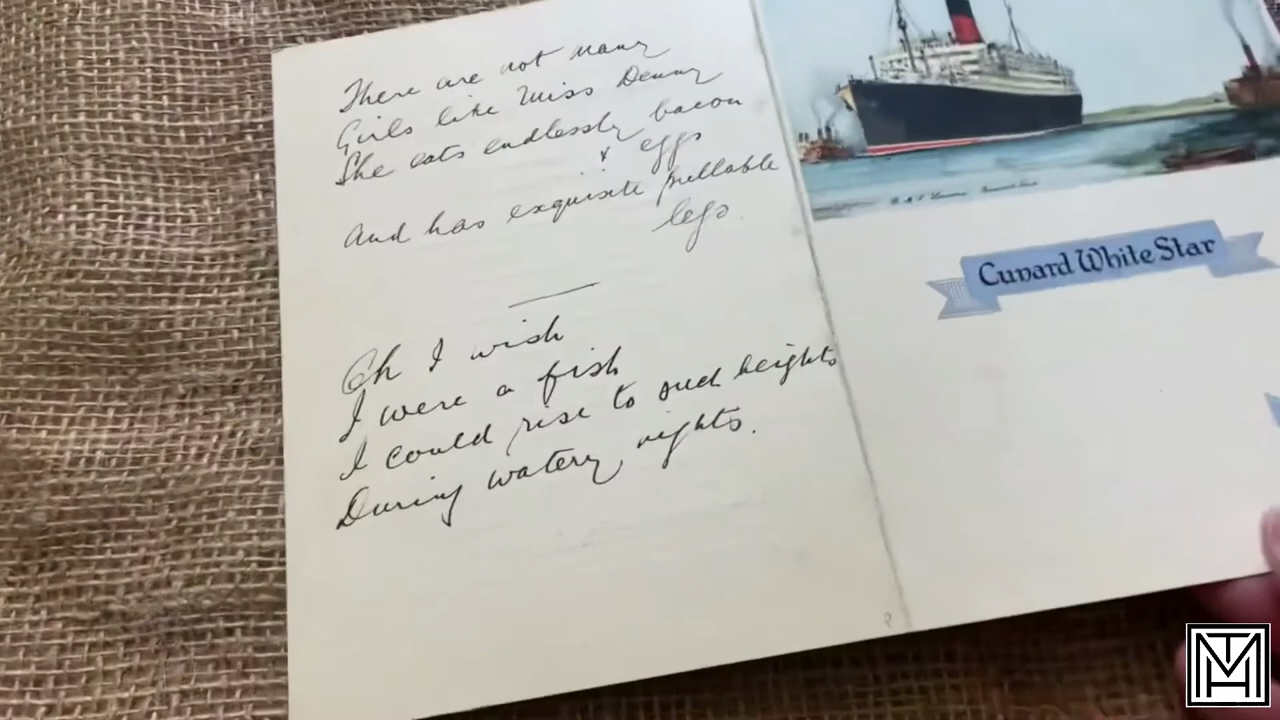 There are not many
Girls like Miss Denny
She eats endlessly bacon
& eggs
And has exquisite pullable
legs.
Oh I wish
I were a fish
I could rise to such heights
During watery nights.
Cunard White Star